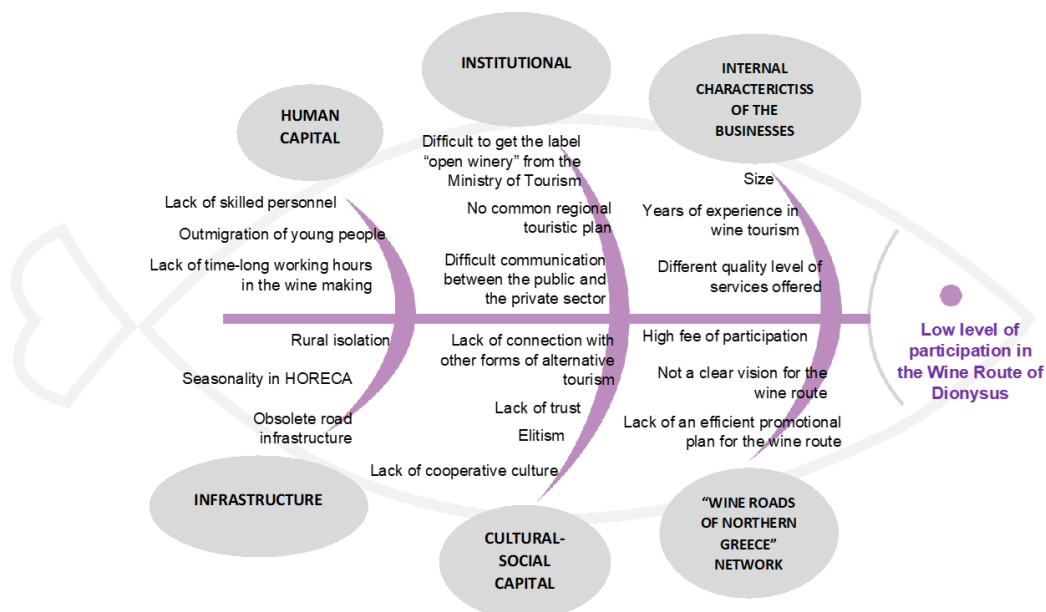 HUMAN
CAPITAL
Lack of skilled personnel
Outmigration of young people
Lack of time-long working hours
in the wine making
INSTITUTIONAL
Difficult to get the label
“open winery” from the
Ministry of Tourism
No common regional
touristic plan
Difficult communication
between the public and
the private sector
INTERNAL
CHARACTERICTISS
OF THE
BUSINESSES
Size
Years of experience in
wine tourism
Different quality level of
services offered
Rural isolation
Seasonality in HORECA
Obsolete road
infrastructure
INFRASTRUCTURE
Lack of connection with
other forms of alternative
tourism
Lack of trust
Elitism
Lack of cooperative culture
CULTURAL-
SOCIAL
CAPITAL
High fee of participation
Not a clear vision for the
wine route
Lack of an efficient promotional
plan for the wine route
“WINE ROADS
OF NORTHERN
GREECE”
NETWORK
Low level of
participation in
the Wine Route of
Dionysus